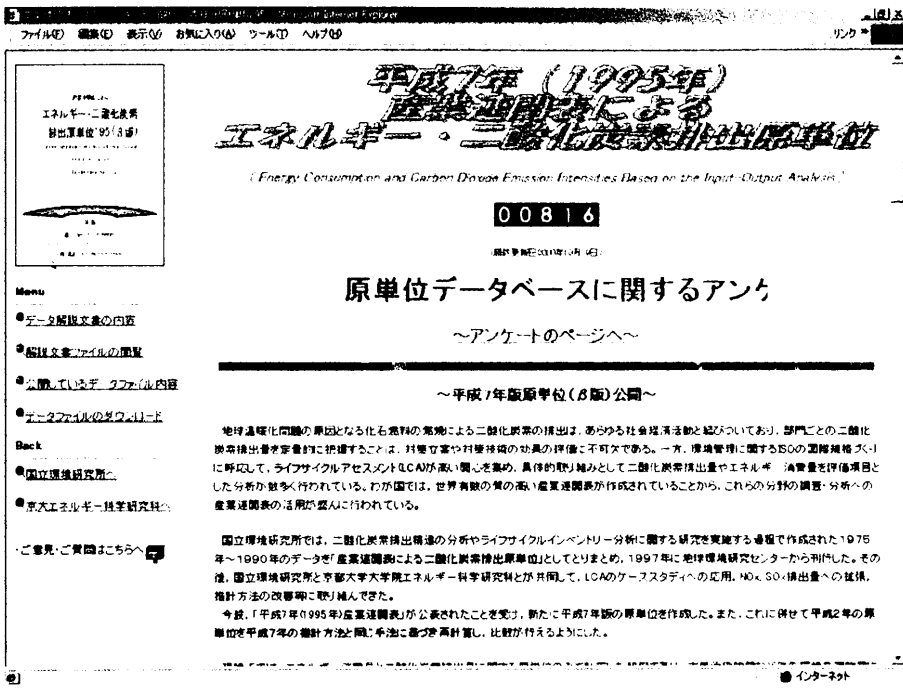 Microsoft Internet Explorer
ファイル(F) 編集(E) 表示(V) お気に入り(A) ツール(T) ヘルプ(H) リンク »
エネルギー・二酸化炭素
排出原単位'95(β版)
Menu
データ解説文書の内容
解説文書ファイルの閲覧
公開しているデータファイル内容
データファイルのダウンロード
Back
国立環境研究所へ
京大エネルギー科学研究科へ
・ご意見・ご質問はこちらへ
平成7年(1995年)
産業連関表による
エネルギー・二酸化炭素排出原単位
( Energy Consumption and Carbon Dioxide Emission Intensities Based on the Input-Output Analysis )
00816
原単位データベースに関するアンケ
～アンケートのページへ～
～平成7年版原単位(β版)公開～
地球温暖化問題の原因となる化石燃料の燃焼による二酸化炭素の排出は、あらゆる社会経済活動と結びついており、部門ごとの二酸化
炭素排出量を定量的に把握することは、対策立案や対策技術の効果の評価に不可欠である。一方、環境管理に関するISOの国際規格づくり
に呼応して、ライフサイクルアセスメント(LCA)が高い関心を集め、具体的取り組みとして二酸化炭素排出量やエネルギー消費量を評価項目と
した分析が数多く行われている。わが国では、世界有数の質の高い産業連関表が作成されていることから、これらの分野の調査・分析への
産業連関表の活用が盛んに行われている。
国立環境研究所では、二酸化炭素排出構造の分析やライフサイクルインベントリー分析に関する研究を実施する過程で作成された1975
年～1990年のデータを「産業連関表による二酸化炭素排出原単位」としてとりまとめ、1997年に地球環境研究センターから刊行した。その
後、国立環境研究所と京都大学大学院エネルギー科学研究科とが共同して、LCAのケーススタディへの応用、NOx、SOx排出量への拡張、
推計方法の改善等に取り組んできた。
今般、「平成7年(1995年)産業連関表」が公表されたことを受け、新たに平成7年版の原単位を作成した。また、これに併せて平成2年の原
単位を平成7年の推計方法と同じ手法に基づき再計算し、比較が行えるようにした。
インターネット